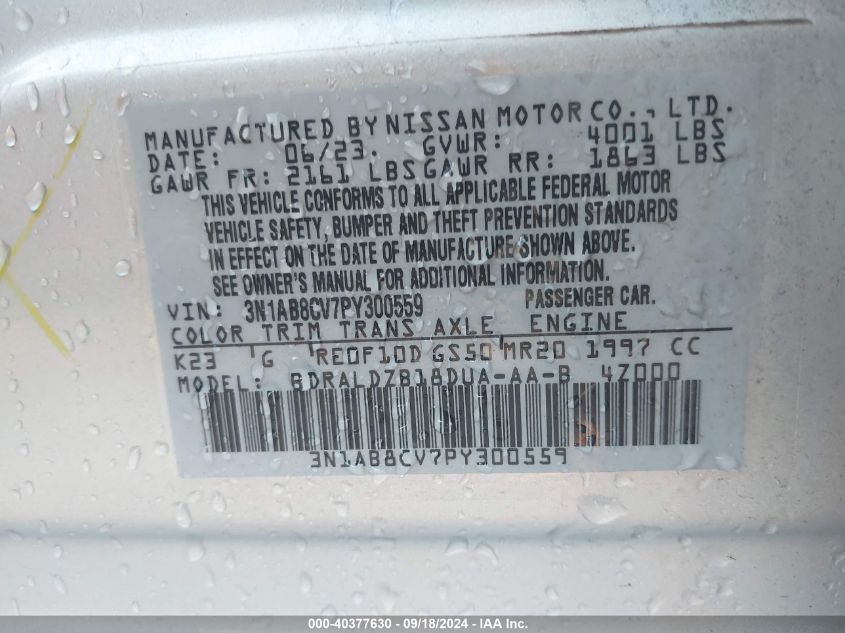 MANUFACTURED BY NISSAN MOTOR CO., LTD.
DATE: 06/23. GVWR: 4001 LBS
GAWR FR: 2161 LBS GAWR RR: 1863 LBS
THIS VEHICLE CONFORMS TO ALL APPLICABLE FEDERAL MOTOR
VEHICLE SAFETY, BUMPER AND THEFT PREVENTION STANDARDS
IN EFFECT ON THE DATE OF MANUFACTURE SHOWN ABOVE.
SEE OWNER'S MANUAL FOR ADDITIONAL INFORMATION.
VIN: 3N1AB8CV7PY300559 PASSENGER CAR.
COLOR TRIM TRANS AXLE ENGINE
K23 G RE0F10D GS50 MR20 1997 CC
MODEL: BDRALDZB18DUA-AA-B 4Z000
3N1AB8CV7PY300559
000-40377630 - 09/18/2024 - IAA Inc.